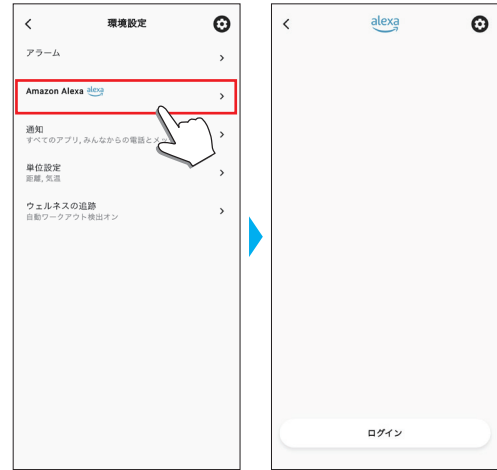 環境設定
アラーム
Amazon Alexa alexa
通知
すべてのアプリ, みんなからの電話とメッ
単位設定
距離, 気温
ウェルネスの追跡
自動ワークアウト検出オン
alexa
ログイン